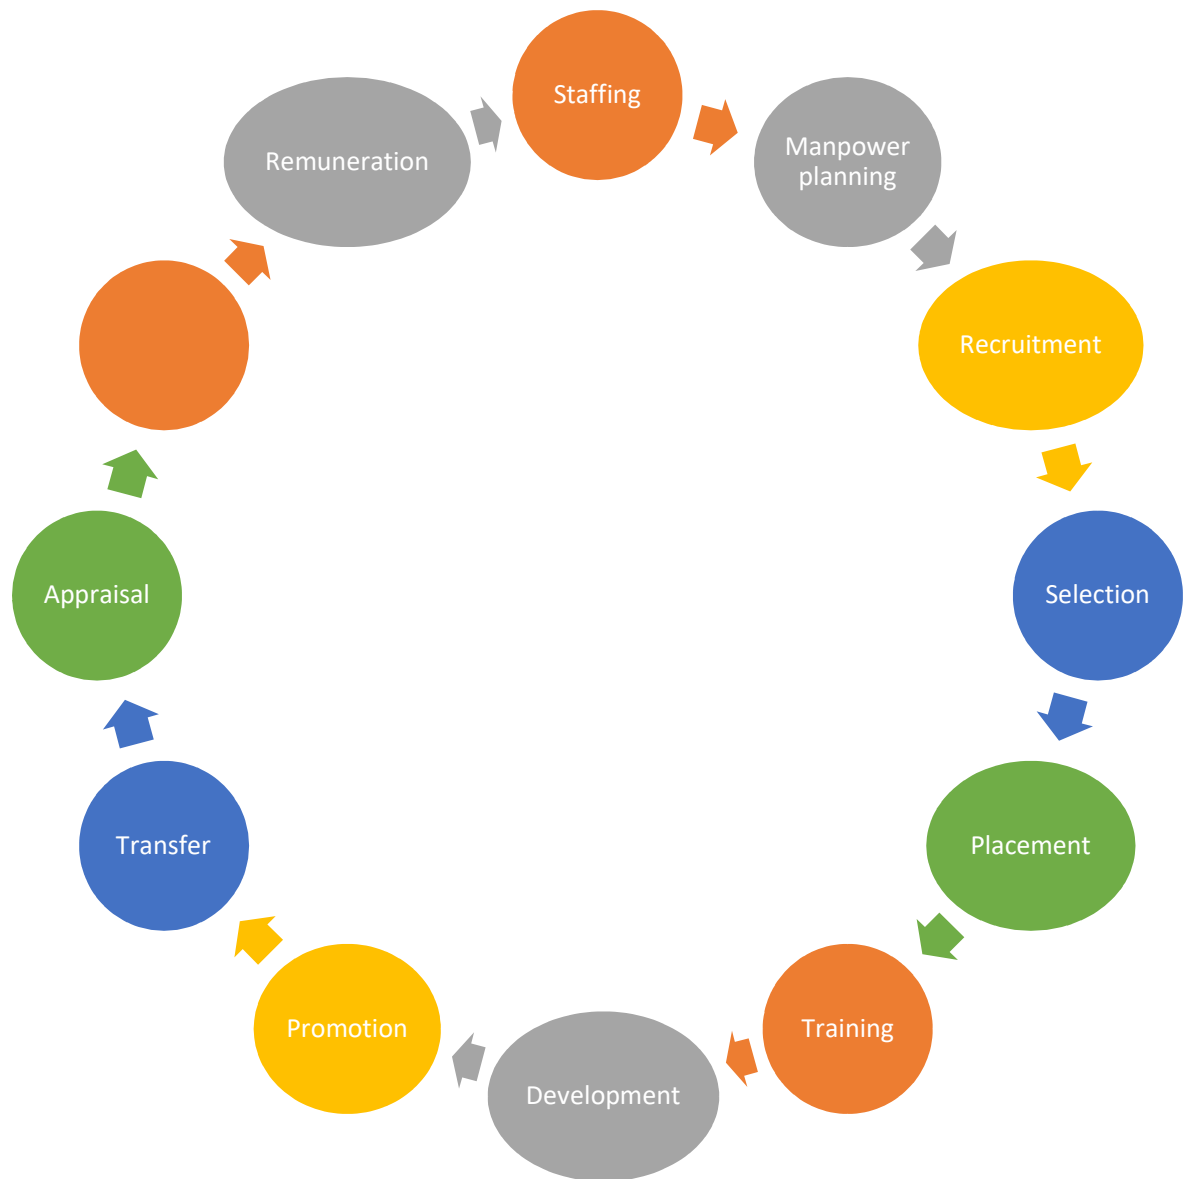 Staffing
Manpower
planning
Recruitment
Selection
Placement
Training
Development
Promotion
Transfer
Appraisal
Remuneration